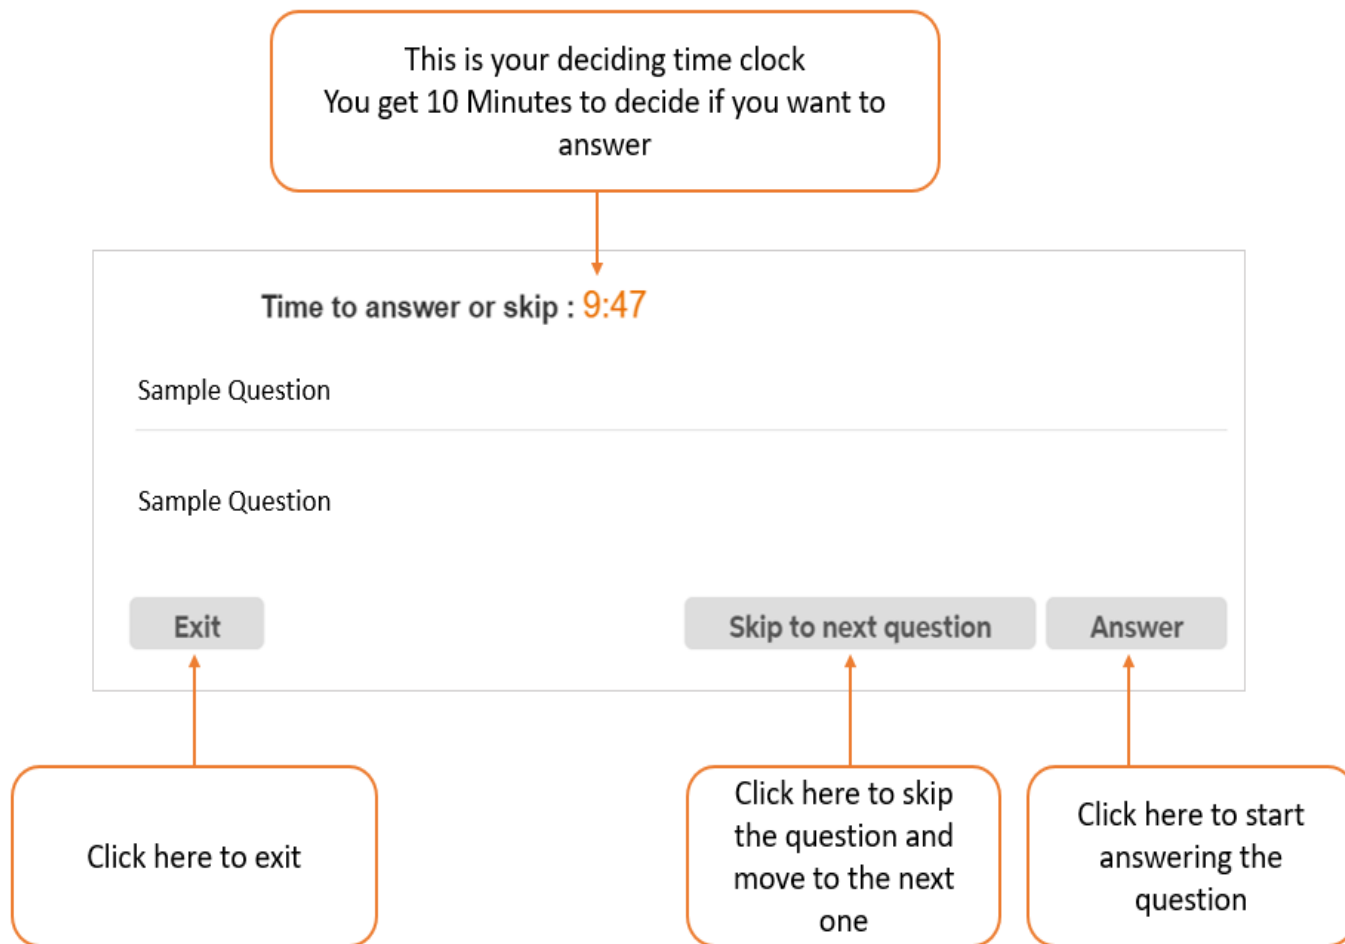 This is your deciding time clock
You get 10 Minutes to decide if you want to
answer
Time to answer or skip : 9:47
Sample Question
Sample Question
Exit
Skip to next question
Answer
Click here to exit
Click here to skip
the question and
move to the next
one
Click here to start
answering the
question